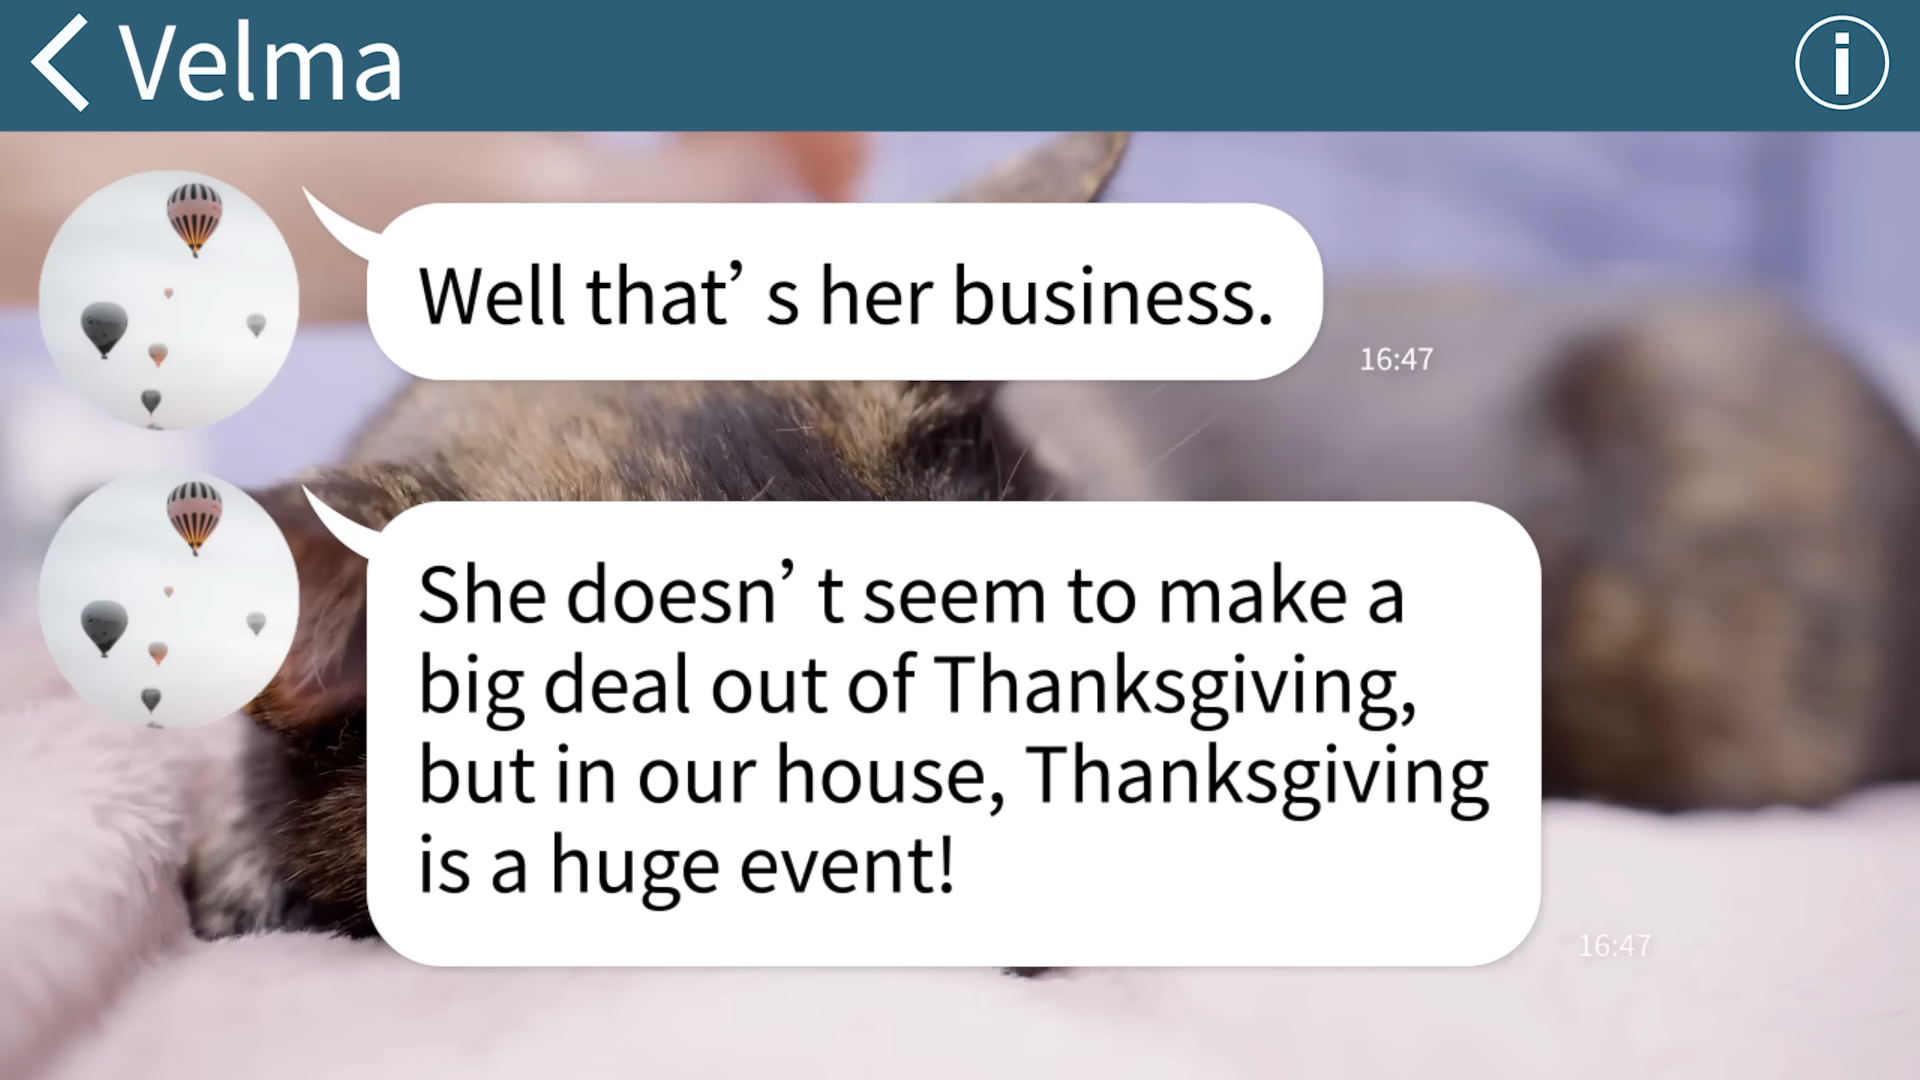 Velma
Well that’s her business.
16:47
She doesn’t seem to make a
big deal out of Thanksgiving,
but in our house, Thanksgiving
is a huge event!
16:47